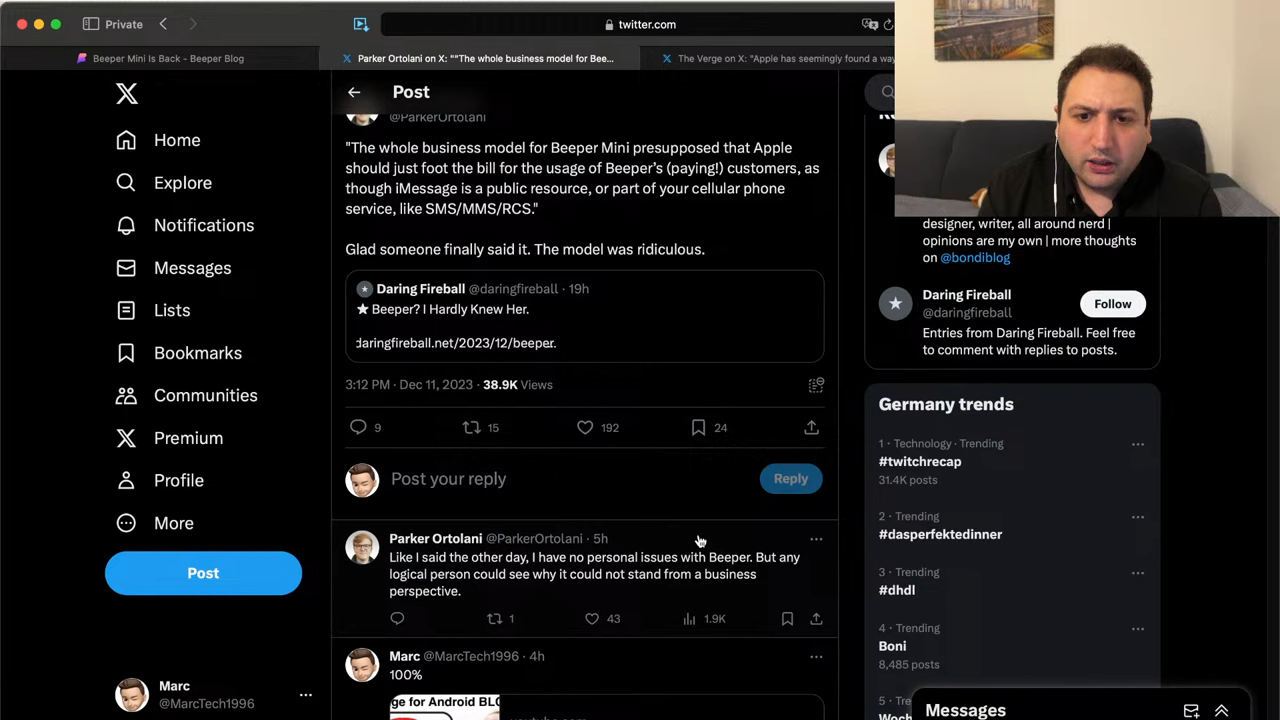 Private
twitter.com
Beeper Mini Is Back - Beeper Blog
Parker Ortolani on X: ""The whole business model for Bee...
The Verge on X: "Apple has seemingly found a wa
Home
Explore
Notifications
Messages
Lists
Bookmarks
Communities
Premium
Profile
More
Post
Marc
@MarcTech1996
Post
@ParkerOrtolani
"The whole business model for Beeper Mini presupposed that Apple
should just foot the bill for the usage of Beeper’s (paying!) customers, as
though iMessage is a public resource, or part of your cellular phone
service, like SMS/MMS/RCS."
Glad someone finally said it. The model was ridiculous.
Daring Fireball @daringfireball · 19h
★ Beeper? I Hardly Knew Her.
daringfireball.net/2023/12/beeper.
3:12 PM · Dec 11, 2023 · 38.9K Views
9
15
192
24
Post your reply
Reply
Parker Ortolani @ParkerOrtolani · 5h
Like I said the other day, I have no personal issues with Beeper. But any
logical person could see why it could not stand from a business
perspective.
1
43
1.9K
Marc @MarcTech1996 · 4h
100%
ge for Android BLO
youtube.com
designer, writer, all around nerd |
opinions are my own | more thoughts
on @bondiblog
Daring Fireball
@daringfireball
Follow
Entries from Daring Fireball. Feel free
to comment with replies to posts.
Germany trends
1 · Technology · Trending
#twitchrecap
31.4K posts
2 · Trending
#dasperfektedinner
3 · Trending
#dhdl
4 · Trending
Boni
8,485 posts
5 · Trending
Messages